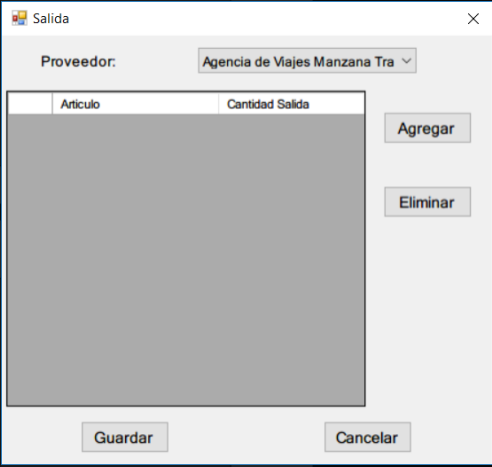 Salida
Proveedor: Agencia de Viajes Manzana Tra
Articulo Cantidad Salida
Agregar
Eliminar
Guardar Cancelar